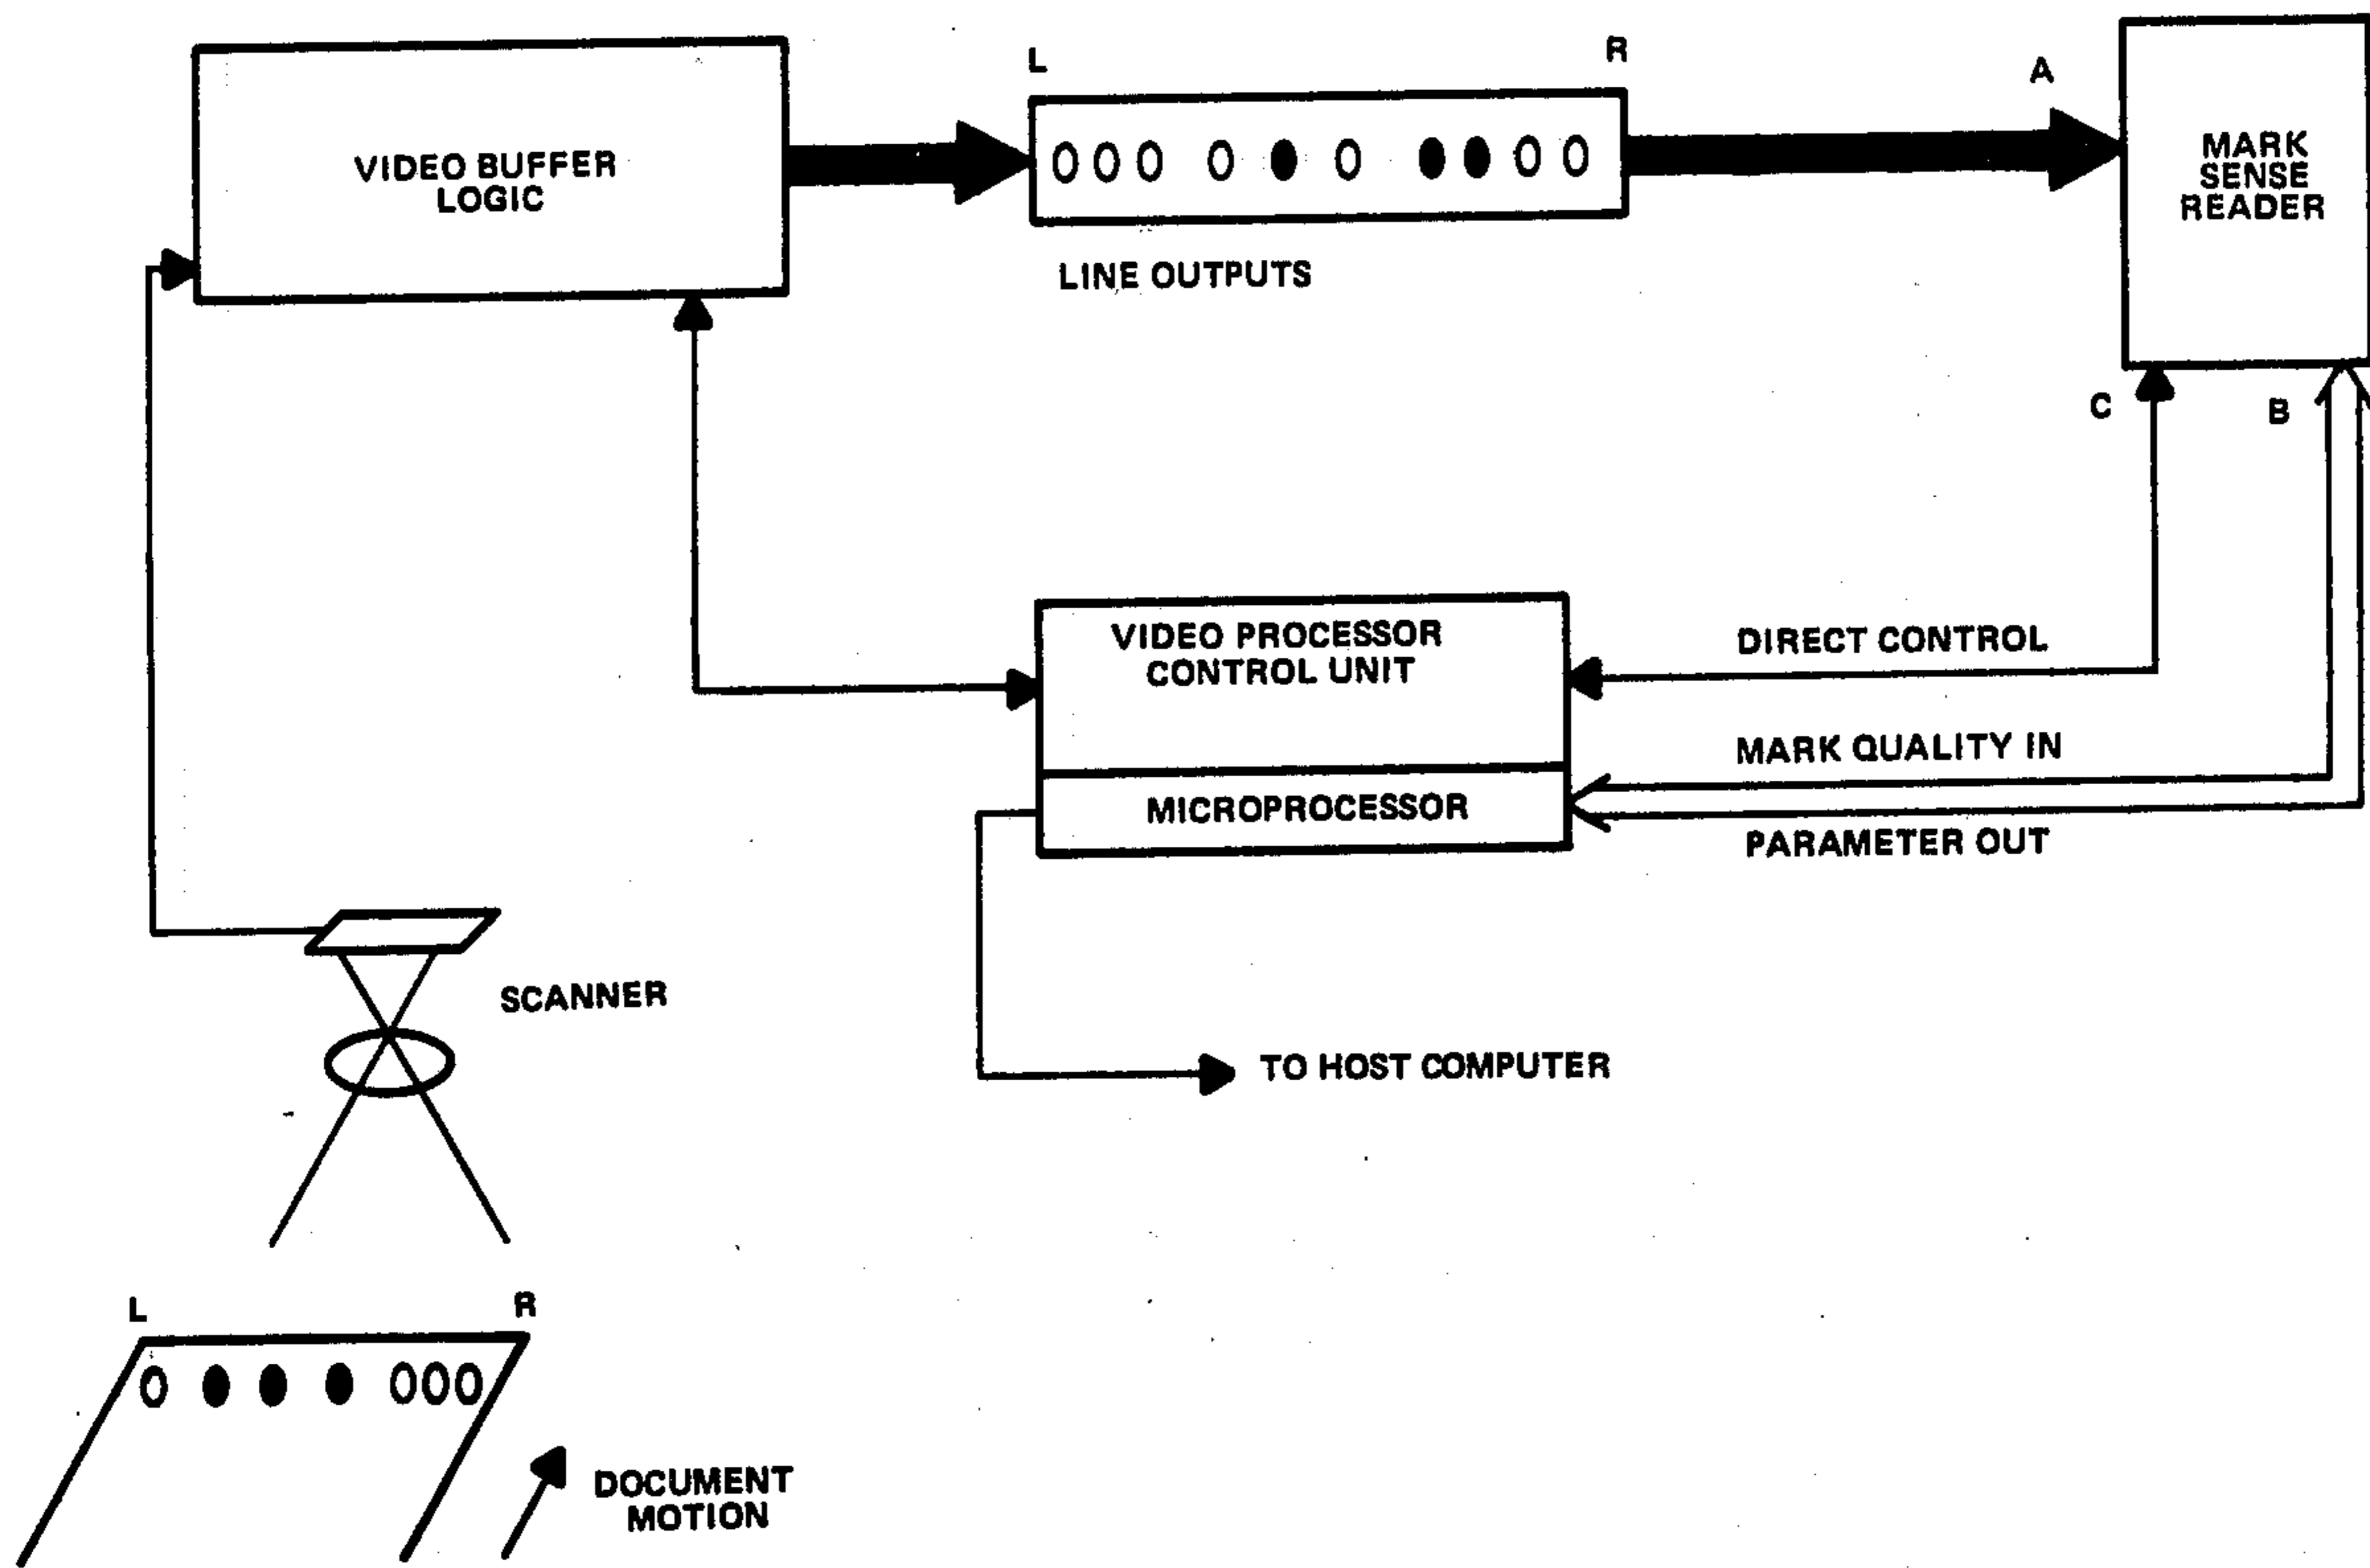 L
R
A
VIDEO BUFFER
LOGIC
MARK
SENSE
READER
LINE OUTPUTS
C
B
VIDEO PROCESSOR
CONTROL UNIT
DIRECT CONTROL
MARK QUALITY IN
MICROPROCESSOR
PARAMETER OUT
SCANNER
TO HOST COMPUTER
L
R
DOCUMENT
MOTION